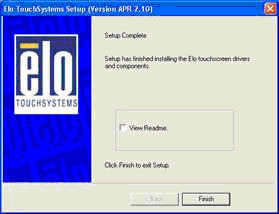 Elo TouchSystems Setup (Version APR 2.10)
Setup Complete
Setup has finished installing the Elo touchscreen drivers
and components.
elo
TOUCHSYSTEMS
View Readme.
Click Finish to exit Setup.
< Back
Finish